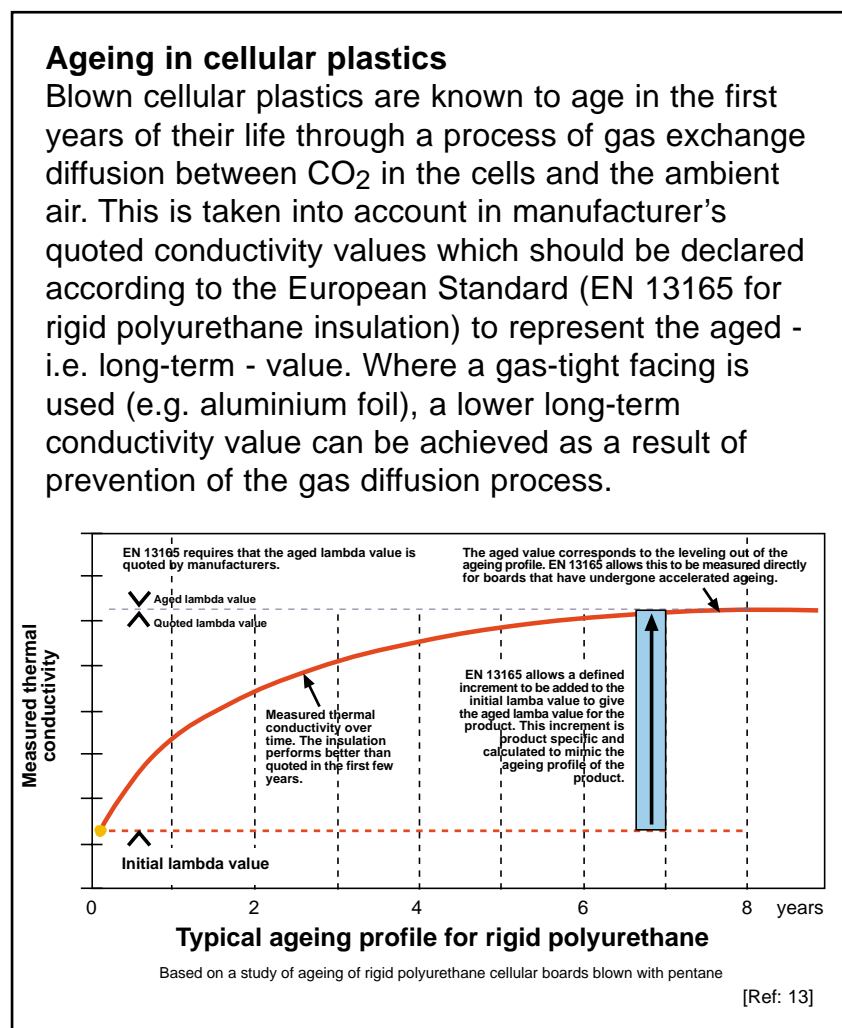 Ageing in cellular plastics
Blown cellular plastics are known to age in the first
years of their life through a process of gas exchange
diffusion between CO2 in the cells and the ambient
air. This is taken into account in manufacturer's
quoted conductivity values which should be declared
according to the European Standard (EN 13165 for
rigid polyurethane insulation) to represent the aged -
i.e. long-term - value. Where a gas-tight facing is
used (e.g. aluminium foil), a lower long-term
conductivity value can be achieved as a result of
prevention of the gas diffusion process.
EN 13165 requires that the aged lambda value is
quoted by manufacturers.
The aged value corresponds to the leveling out of the
ageing profile. EN 13165 allows this to be measured directly
for boards that have undergone accelerated ageing.
Aged lambda value
Quoted lambda value
Measured thermal
conductivity
Measured thermal
conductivity over
time. The insulation
performs better than
quoted in the first few
years.
EN 13165 allows a defined
increment to be added to the
initial lamba value to give
the aged lamba value for the
product. This increment is
product specific and
calculated to mimic the
ageing profile of the
product.
Initial lambda value
0 2 4 6 8 years
Typical ageing profile for rigid polyurethane
Based on a study of ageing of rigid polyurethane cellular boards blown with pentane
[Ref: 13]